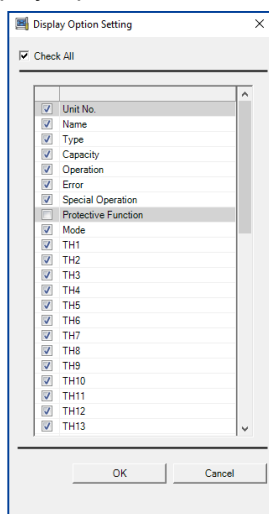 Display Option Setting
Check All
Unit No.
Name
Type
Capacity
Operation
Error
Special Operation
Protective Function
Mode
TH1
TH2
TH3
TH4
TH5
TH6
TH7
TH8
TH9
TH10
TH11
TH12
TH13
OK Cancel